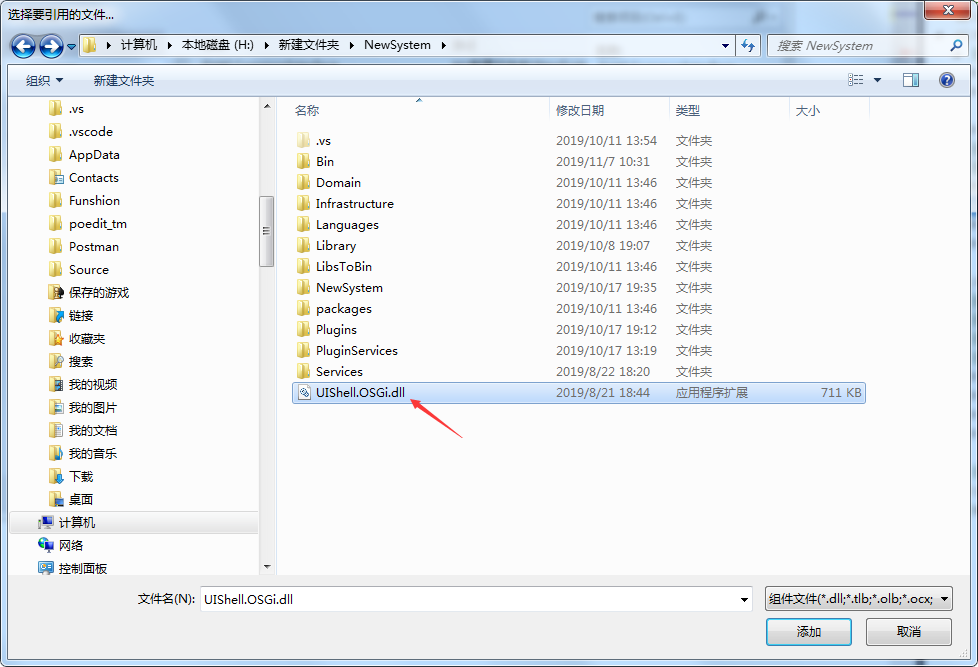 选择要引用的文件...
计算机 本地磁盘 (H:) 新建文件夹 NewSystem
搜索 NewSystem
组织 新建文件夹
.vs
.vscode
AppData
Contacts
Funshion
poedit_tm
Postman
Source
保存的游戏
链接
收藏夹
搜索
我的视频
我的图片
我的文档
我的音乐
下载
桌面
计算机
网络
控制面板
名称 修改日期 类型 大小
.vs 2019/10/11 13:54 文件夹
Bin 2019/11/7 10:31 文件夹
Domain 2019/10/11 13:46 文件夹
Infrastructure 2019/10/11 13:46 文件夹
Languages 2019/10/11 13:46 文件夹
Library 2019/10/8 19:07 文件夹
LibsToBin 2019/10/11 13:46 文件夹
NewSystem 2019/10/17 19:35 文件夹
packages 2019/10/11 13:46 文件夹
Plugins 2019/10/17 19:12 文件夹
PluginServices 2019/10/17 13:19 文件夹
Services 2019/8/22 18:20 文件夹
UIShell.OSGi.dll 2019/8/21 18:44 应用程序扩展 711 KB
文件名(N): UIShell.OSGi.dll 组件文件(*.dll;*.tlb;*.olb;*.ocx;
添加 取消